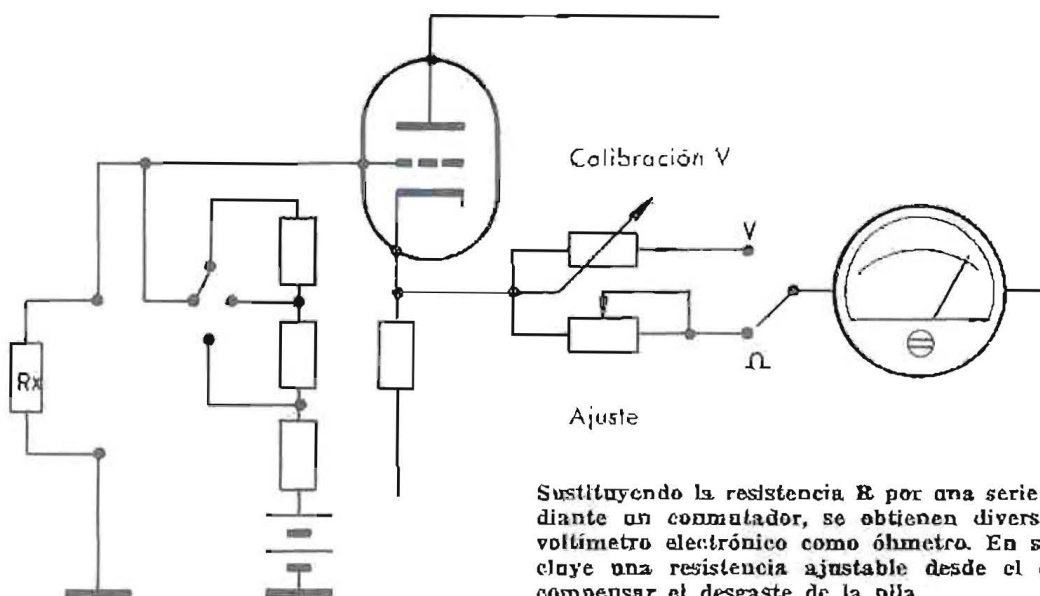 Calibración V
V
Rx
Ω
Ajuste
Sustituyendo la resistencia R por una serie
diante un conmutador, se obtienen divers
voltímetro electrónico como óhmetro. En s
cluye una resistencia ajustable desde el
compensar el desgaste de la pila.